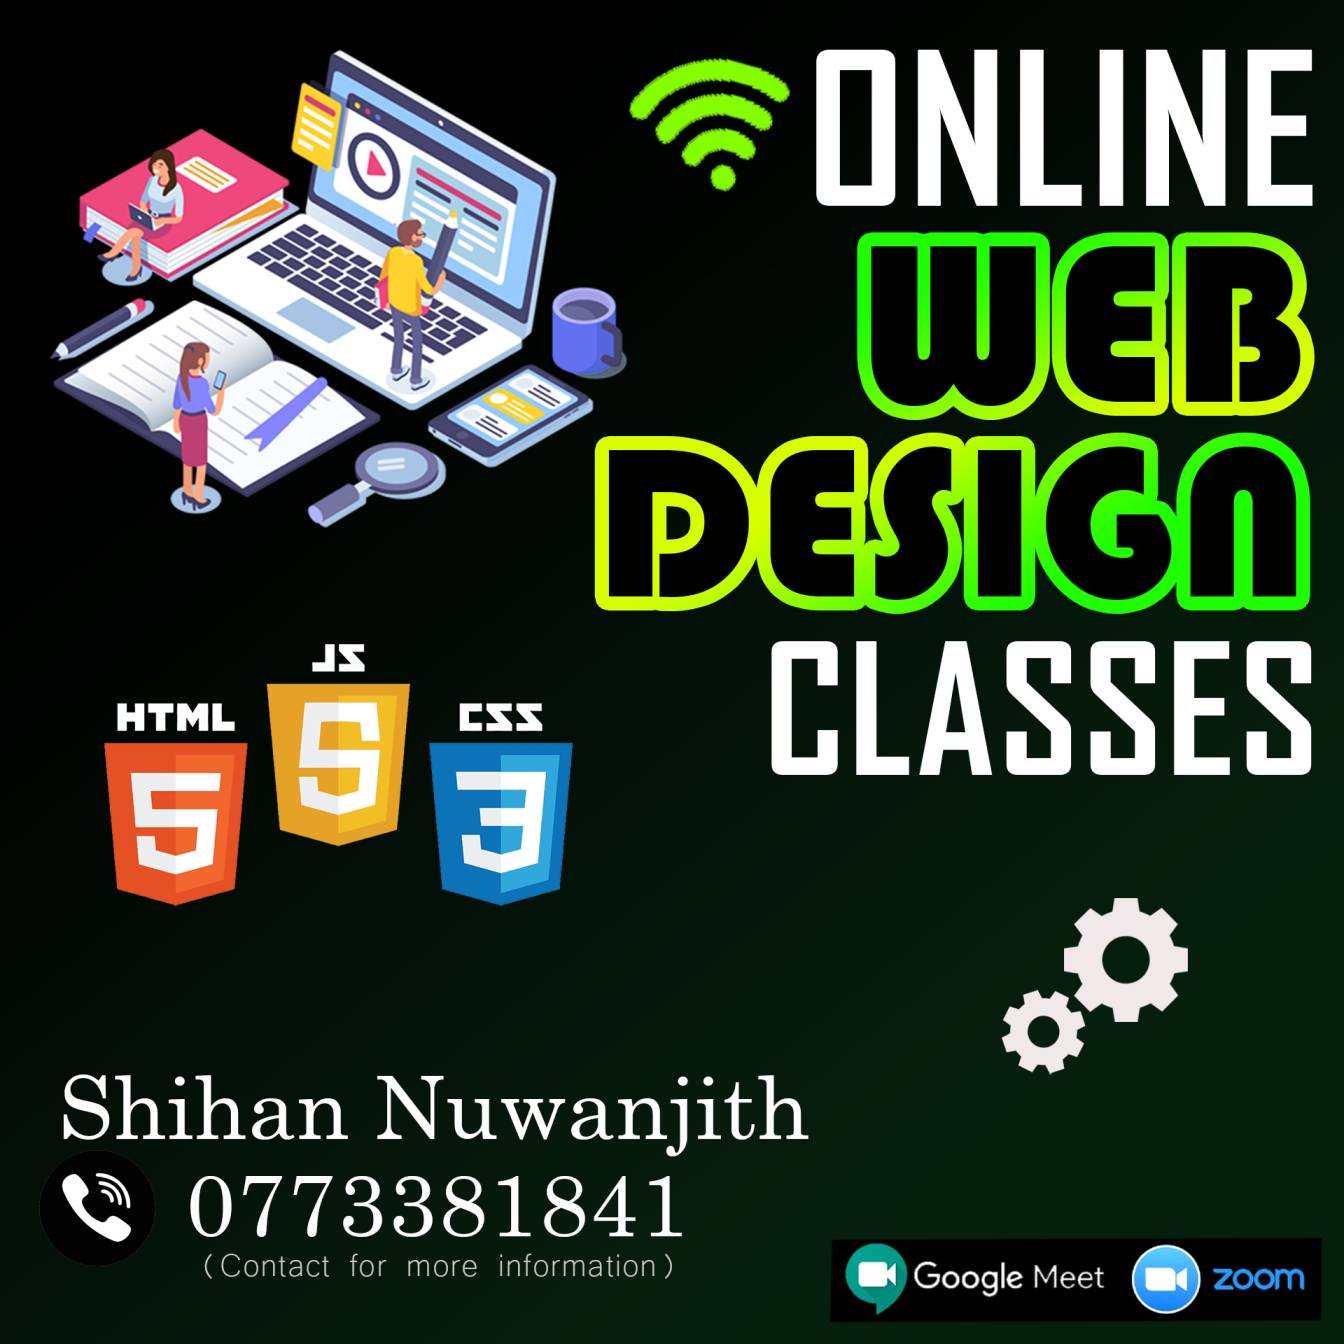 ONLINE
WEB
DESIGN
CLASSES
JS
HTML
CSS
5
5
3
Shihan Nuwanjith
0773381841
(Contact for more information)
Google Meet
zoom